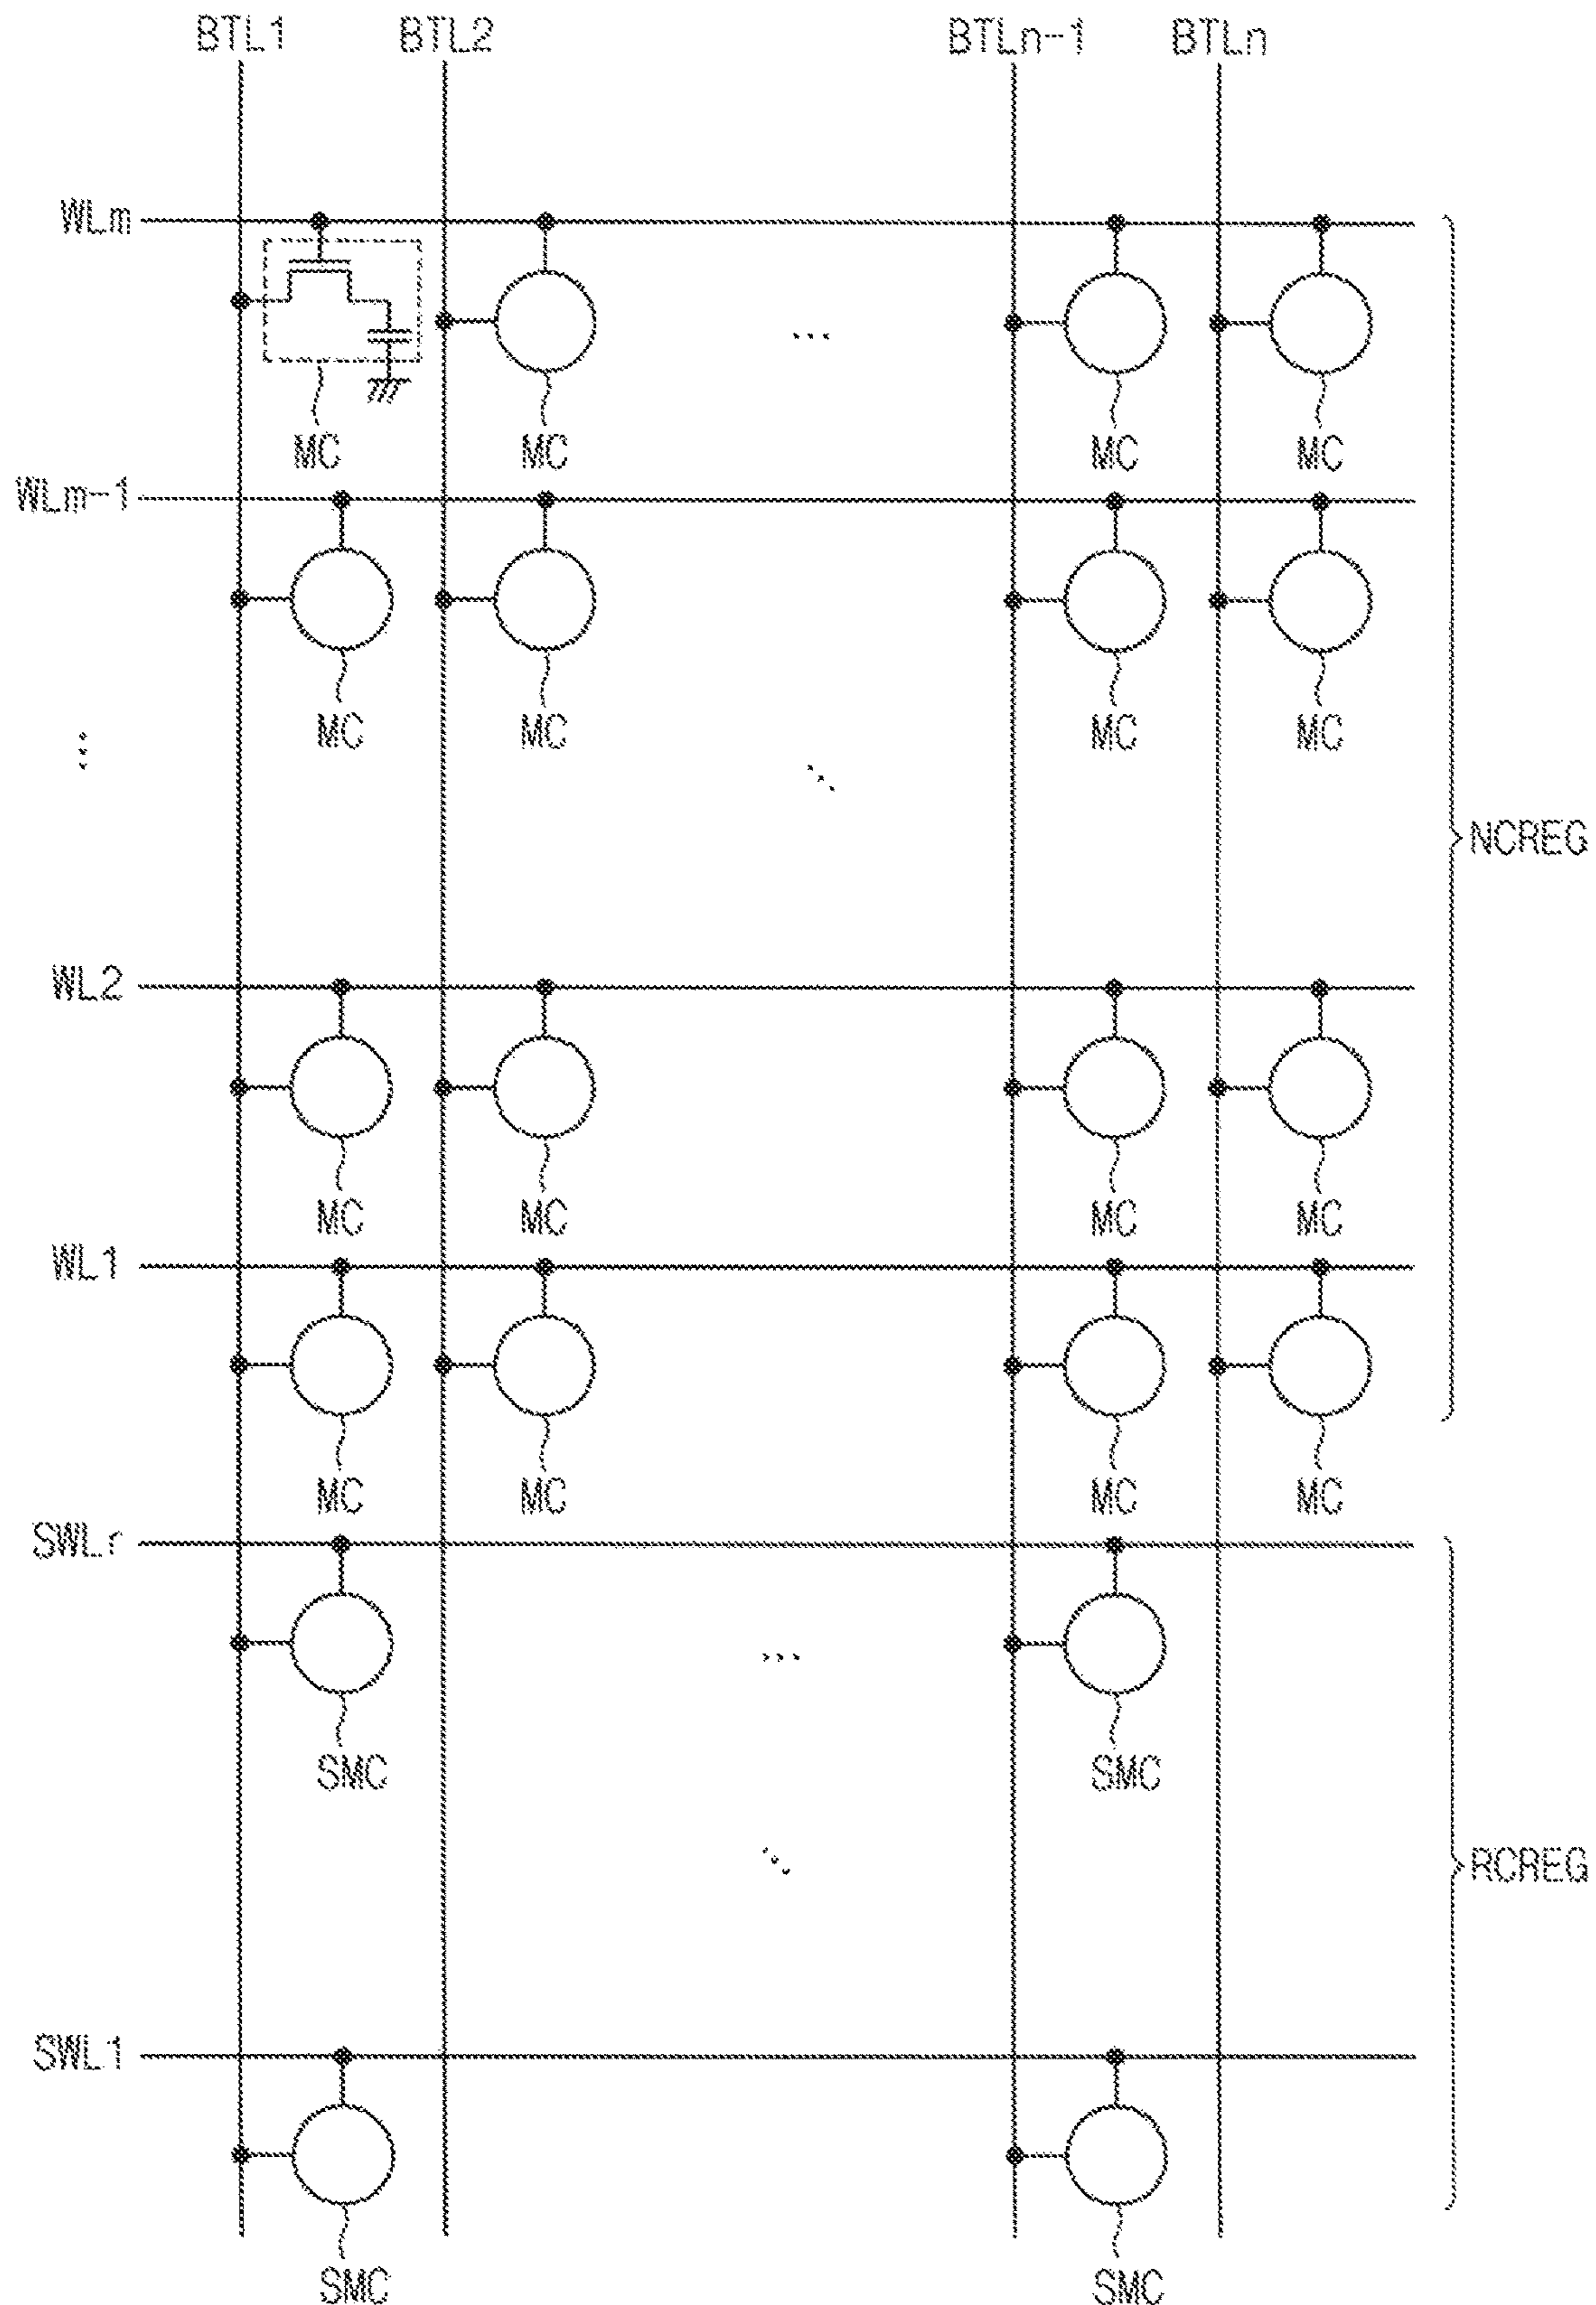 BTL1 BTL2 BTLn-1 BTLn
WLm
MC MC MC MC
WLm-1
MC MC MC MC
NCREG
WL2
MC MC MC MC
WL1
MC MC MC MC
SWLr
SMC SMC
RCREG
SWL1
SMC SMC